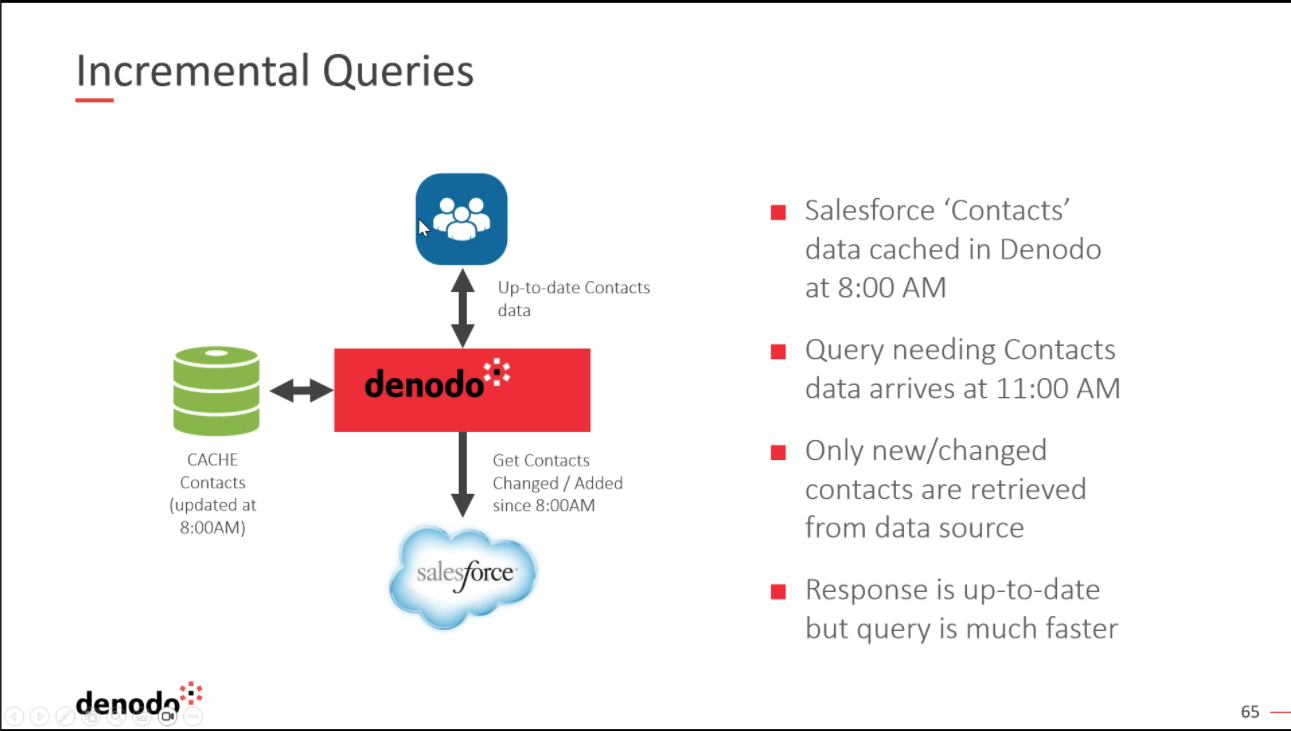 Incremental Queries
Up-to-date Contacts
data
denodo
CACHE
Contacts
(updated at
8:00AM)
Get Contacts
Changed / Added
since 8:00AM
salesforce
Salesforce ‘Contacts’
data cached in Denodo
at 8:00 AM
Query needing Contacts
data arrives at 11:00 AM
Only new/changed
contacts are retrieved
from data source
Response is up-to-date
but query is much faster
denodo
65